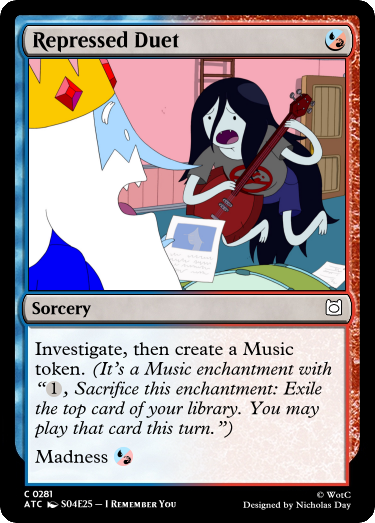 Repressed Duet
Sorcery
Investigate, then create a Music
token. (It's a Music enchantment with
“1, Sacrifice this enchantment: Exile
the top card of your library. You may
play that card this turn.”)
Madness
C 0281
ATC S04E25 — I Remember You
© WotC
Designed by Nicholas Day